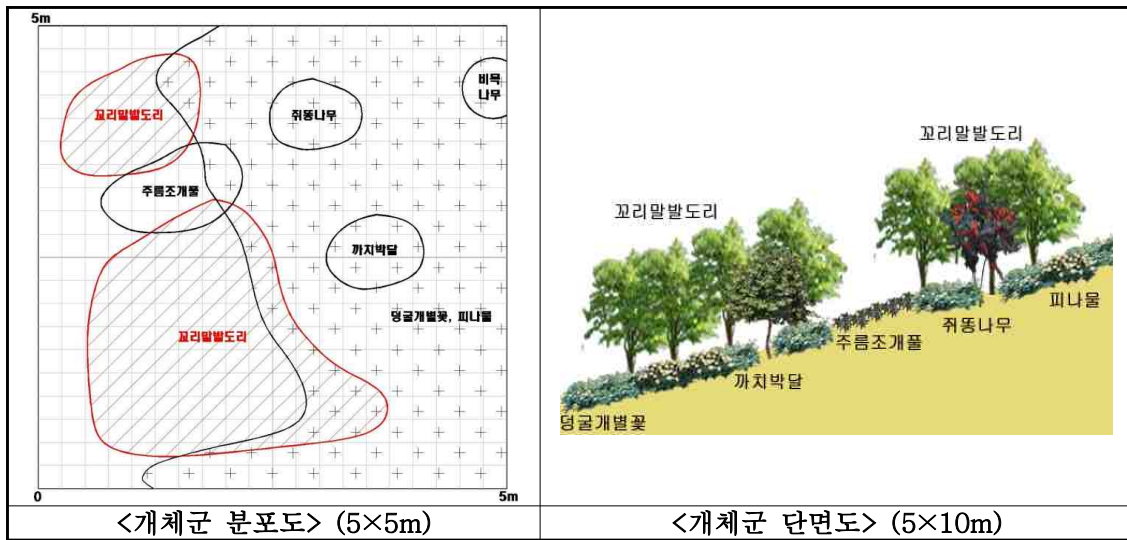 5m
비목
나무
꼬리말발도리
쥐똥나무
주름조개풀
까치박달
덩굴개별꽃, 피나물
꼬리말발도리
0
5m
<개체군 분포도> (5×5m)
꼬리말발도리
꼬리말발도리
피나물
쥐똥나무
주름조개풀
까치박달
덩굴개별꽃
<개체군 단면도> (5×10m)